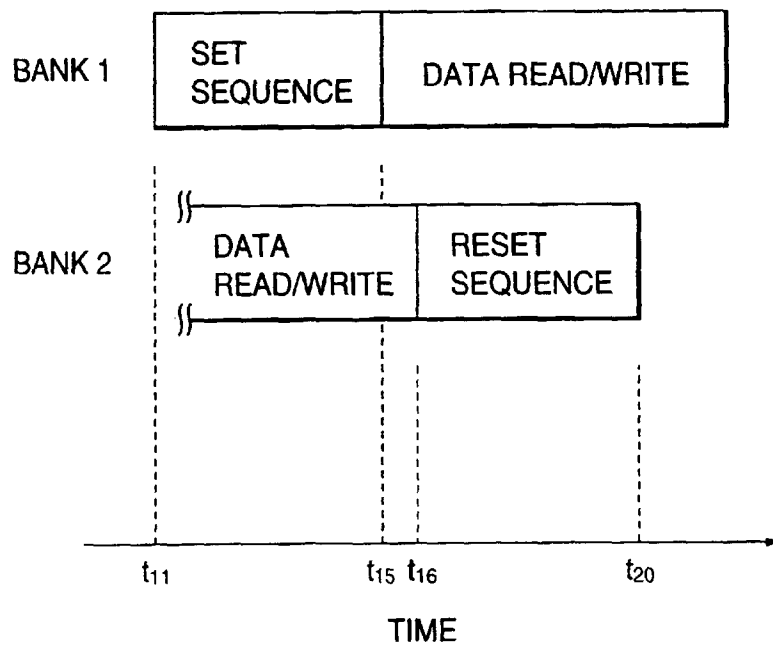 BANK 1
SET
SEQUENCE
DATA READ/WRITE
BANK 2
DATA
READ/WRITE
RESET
SEQUENCE
t11 t15 t16 t20
TIME